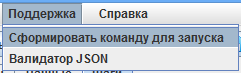 Поддержка Справка
Сформировать команду для запуска
Валидатор JSON